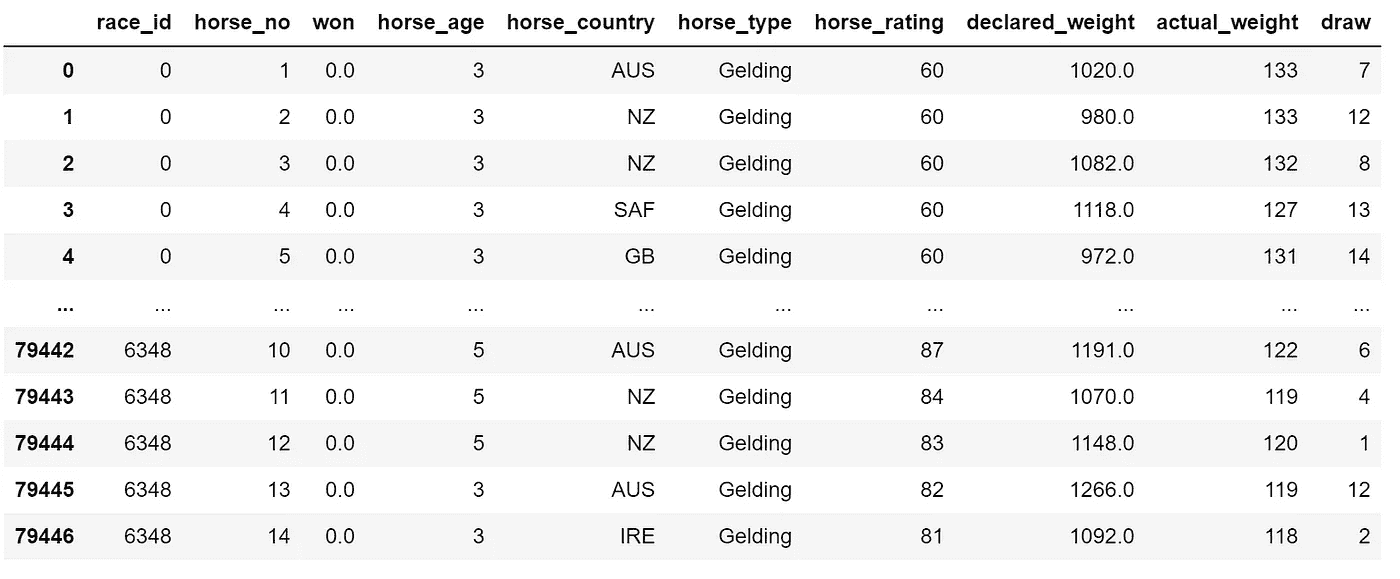 race_id horse_no won horse_age horse_country horse_type horse_rating declared_weight actual_weight draw
0 0 1 0.0 3 AUS Gelding 60 1020.0 133 7
1 0 2 0.0 3 NZ Gelding 60 980.0 133 12
2 0 3 0.0 3 NZ Gelding 60 1082.0 132 8
3 0 4 0.0 3 SAF Gelding 60 1118.0 127 13
4 0 5 0.0 3 GB Gelding 60 972.0 131 14
... ... ... ... ... ... ... ... ... ... ...
79442 6348 10 0.0 5 AUS Gelding 87 1191.0 122 6
79443 6348 11 0.0 5 NZ Gelding 84 1070.0 119 4
79444 6348 12 0.0 5 NZ Gelding 83 1148.0 120 1
79445 6348 13 0.0 3 AUS Gelding 82 1266.0 119 12
79446 6348 14 0.0 3 IRE Gelding 81 1092.0 118 2